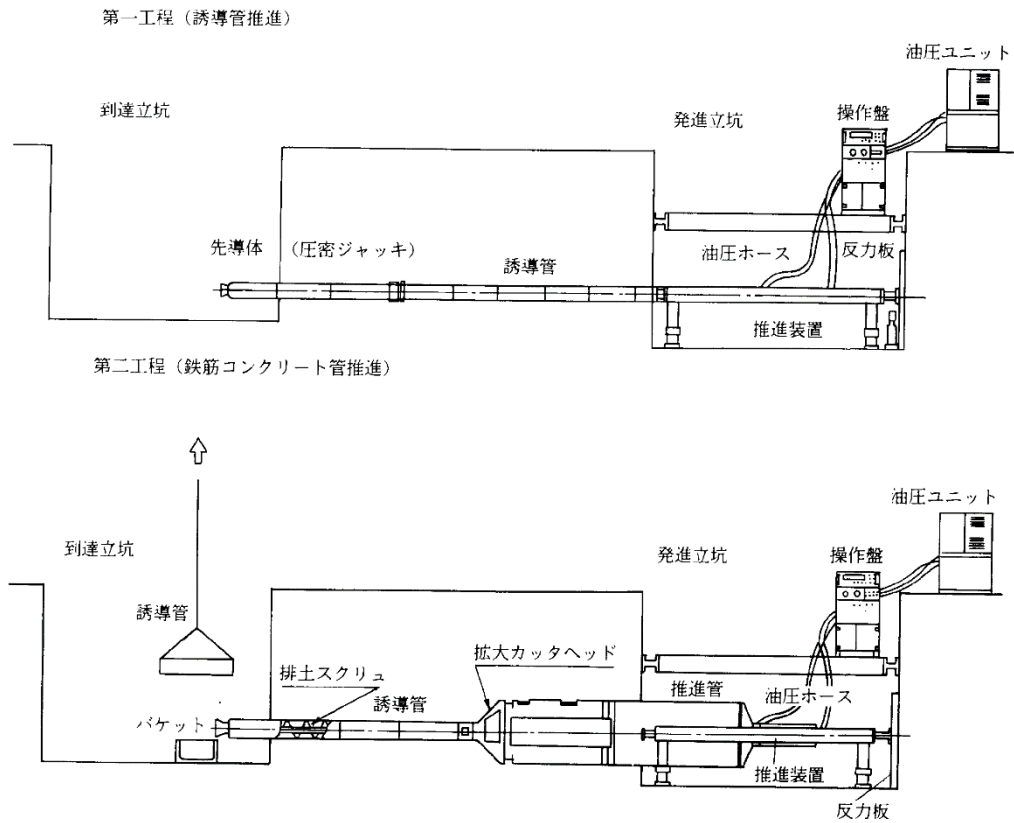 第一工程（誘導管推進）
油圧ユニット
到達立坑
発進立坑
操作盤
先導体
（圧密ジャッキ）
誘導管
油圧ホース
反力板
推進装置
第二工程（鉄筋コンクリート管推進）
油圧ユニット
到達立坑
発進立坑
操作盤
誘導管
拡大カッタヘッド
排土スクリュ
誘導管
推進管
油圧ホース
バケット
推進装置
反力板